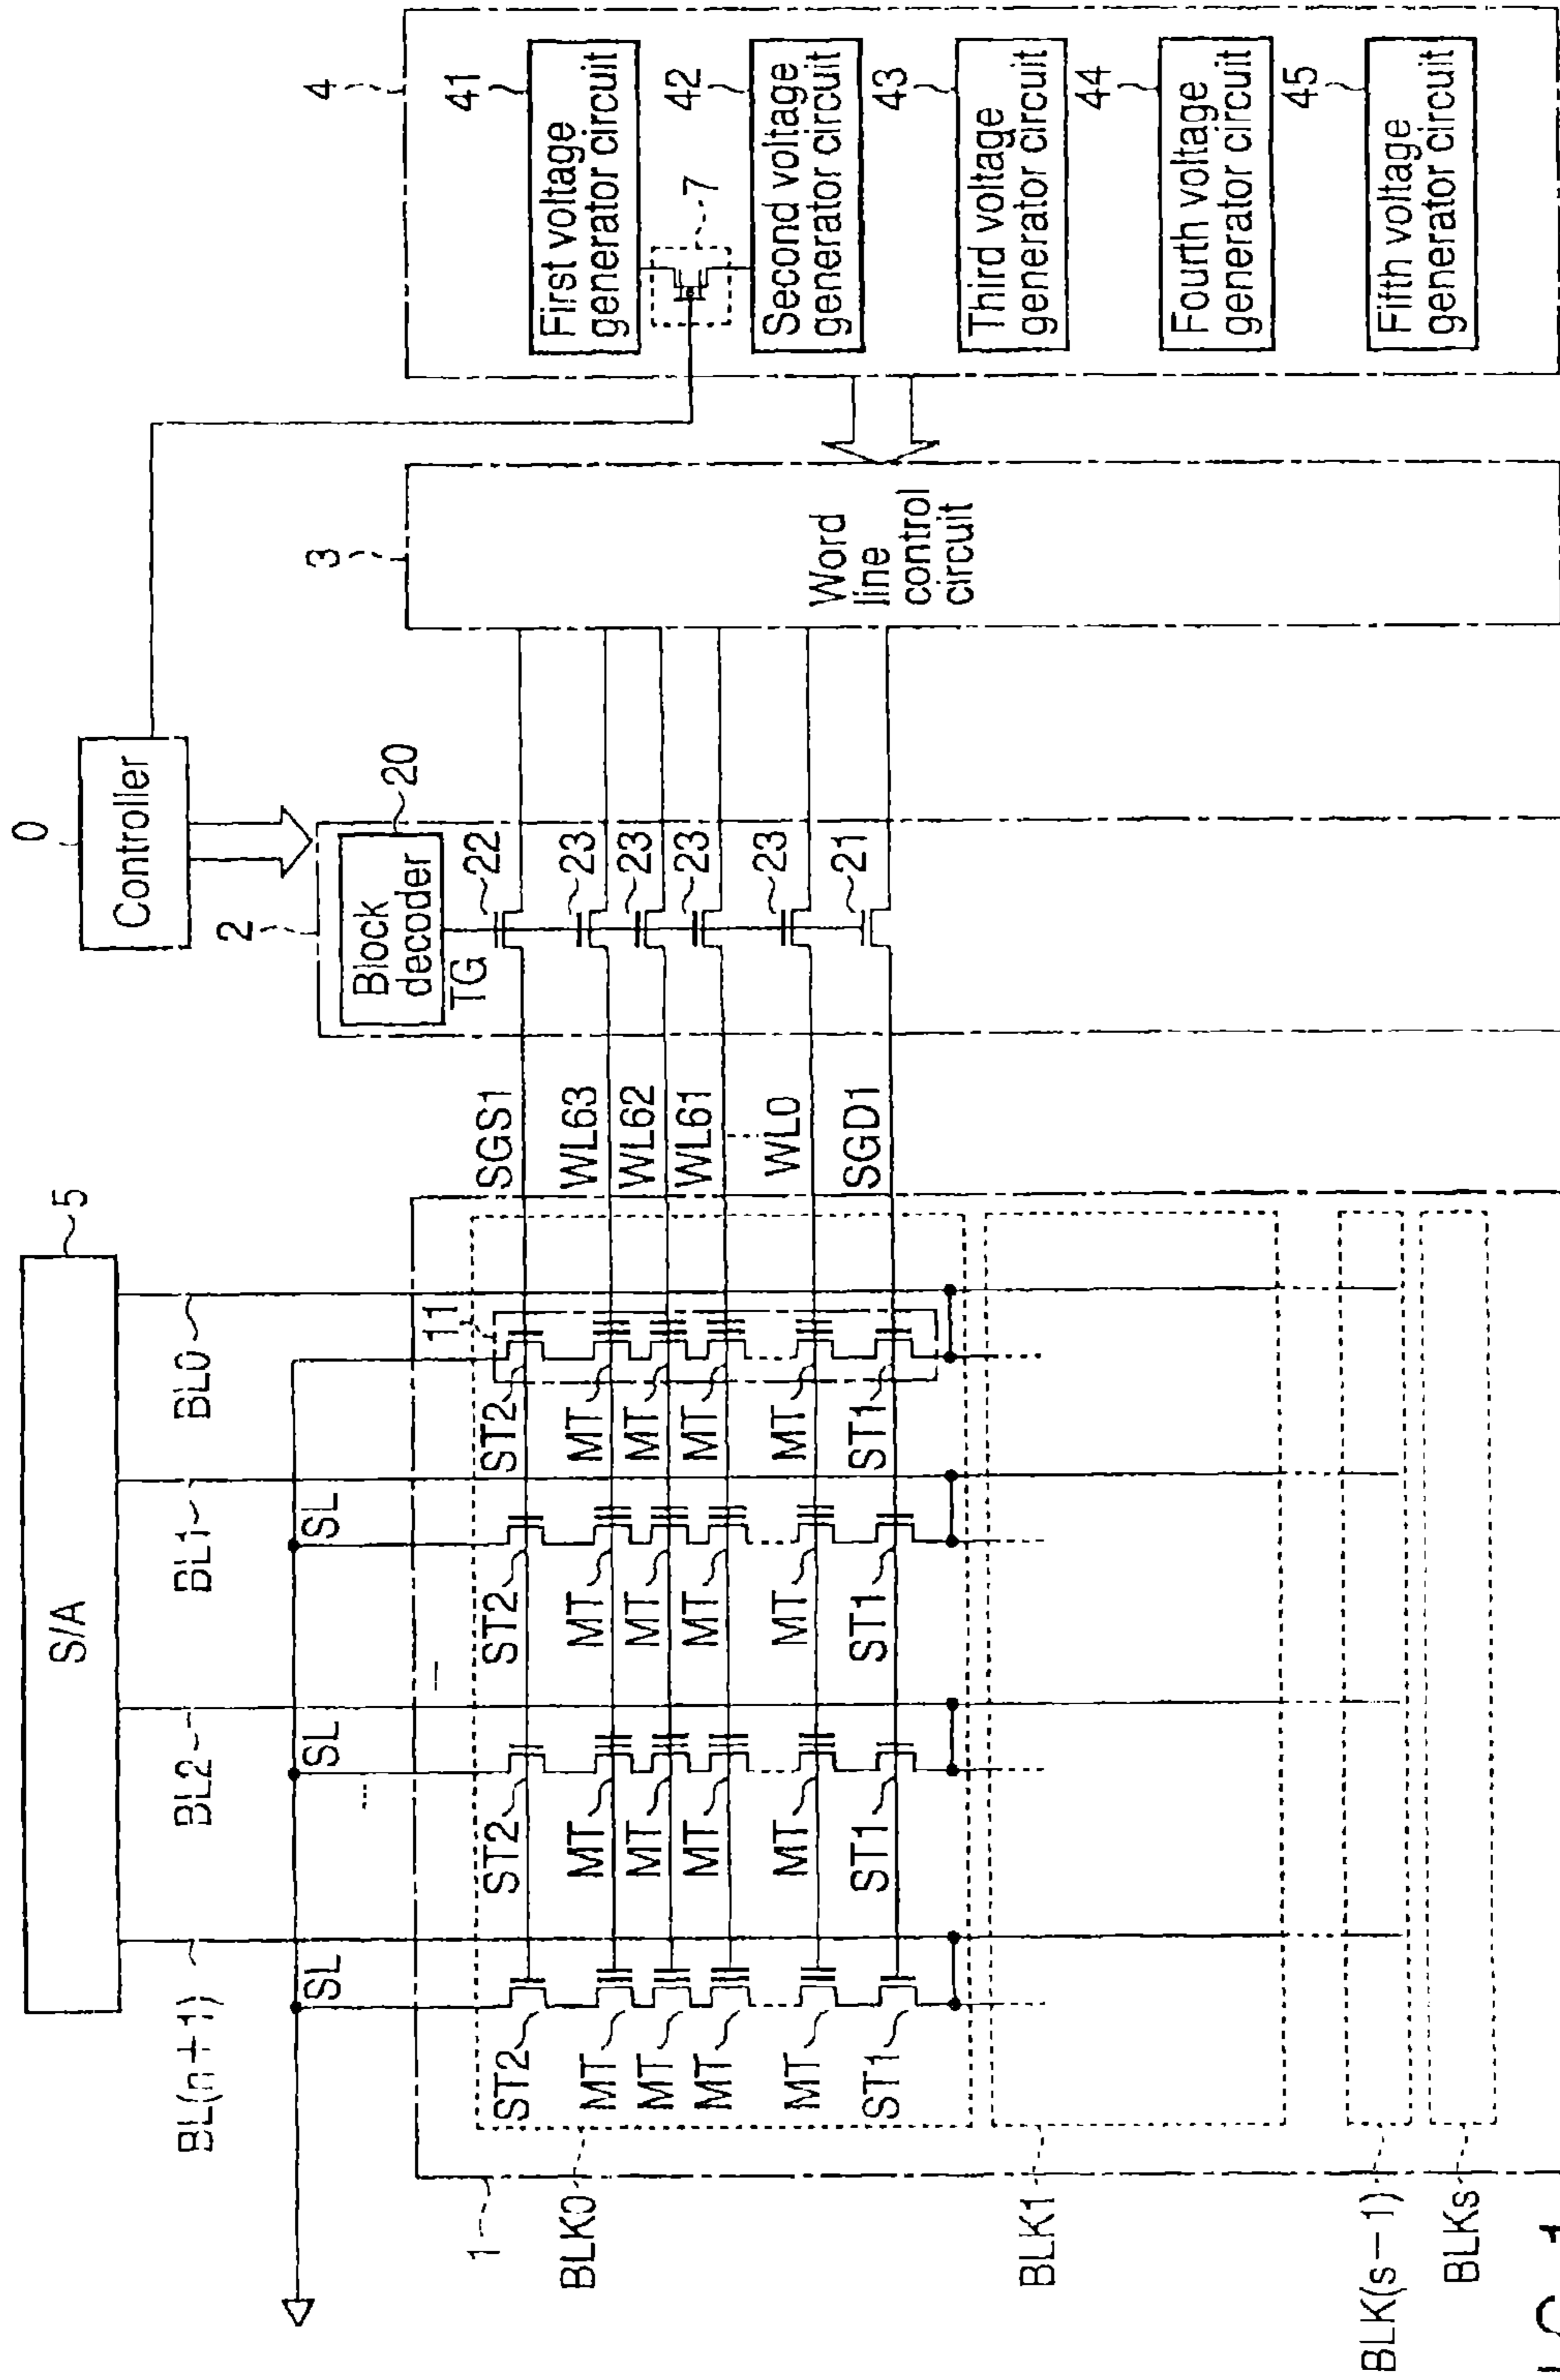 0
S/A
5
Controller
BL(n+1)
BL2
BL1
BL0
SL
SL
SL
2
Block
decoder
20
3
4
TG
1
11
ST2
ST2
ST2
ST2
SGS1
22
41
First voltage
generator circuit
BLK0
MT
MT
MT
MT
WL63
23
MT
MT
MT
MT
WL62
23
MT
MT
MT
MT
WL61
23
7
42
Second voltage
generator circuit
MT
MT
MT
MT
WL0
23
Word
line
control
circuit
ST1
ST1
ST1
ST1
SGD1
21
43
Third voltage
generator circuit
BLK1
44
Fourth voltage
generator circuit
45
Fifth voltage
generator circuit
BLK(s−1)
BLKs